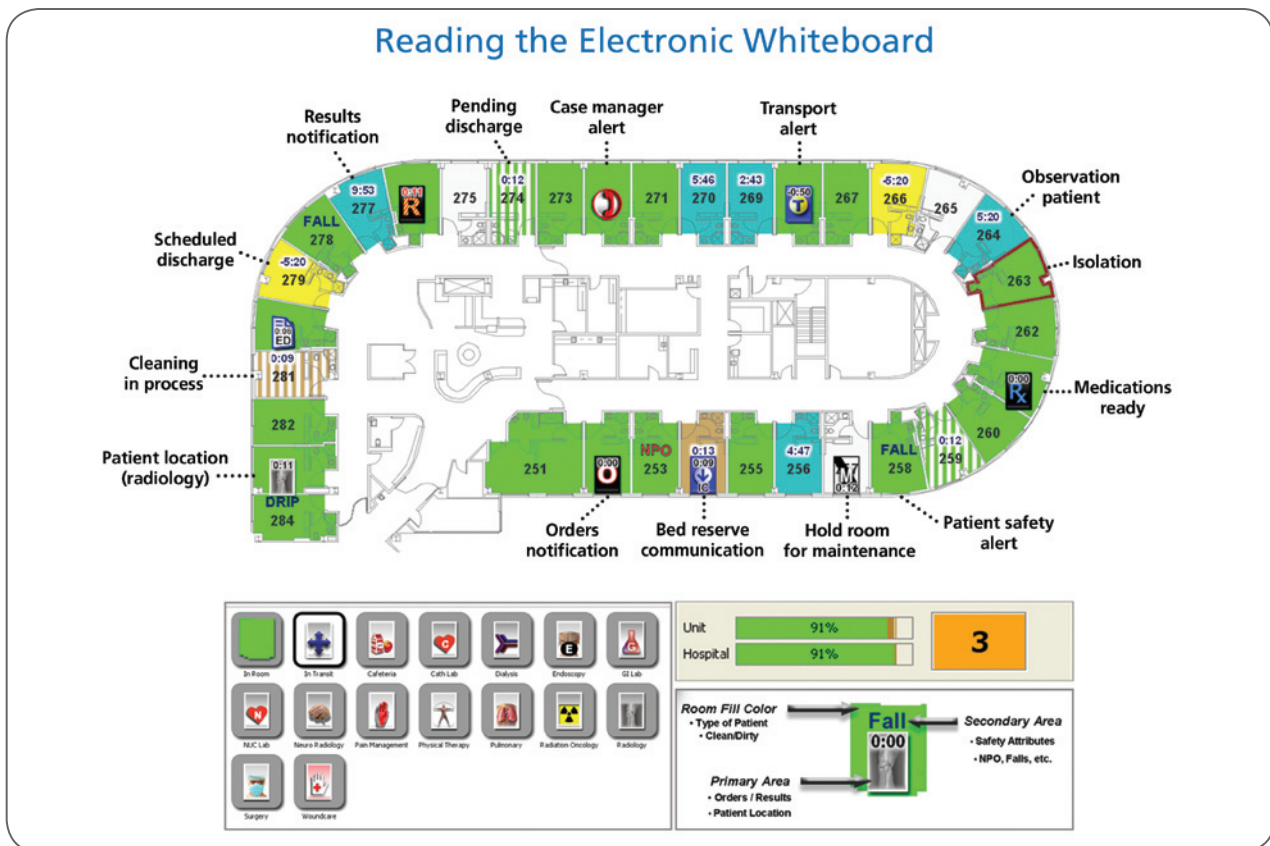 Reading the Electronic Whiteboard
Results
notification
Pending
discharge
Case manager
alert
Transport
alert
Observation
patient
Isolation
Medications
ready
Scheduled
discharge
Cleaning
in process
Patient location
(radiology)
Orders
notification
Bed reserve
communication
Hold room
for maintenance
Patient safety
alert
9:53
277
0:11
R
275
0:12
274
273
271
5:46
270
2:43
269
-0:50
T
267
-5:20
266
265
5:20
264
263
262
0:00
Rx
260
0:12
259
FALL
258
0:12
4:47
256
255
0:13
0:09
IC
NPO
253
0:00
O
251
FALL
278
-5:20
279
ED
0:09
281
282
0:11
DRIP
284
In Room
In Transit
Cafeteria
Cath Lab
Dialysis
Endoscopy
GI Lab
C
E
G
NUC Lab
Neuro Radiology
Pain Management
Physical Therapy
Pulmonary
Radiation Oncology
Radiology
N
Surgery
Woundcare
Unit
91%
Hospital
91%
3
Room Fill Color
• Type of Patient
• Clean/Dirty
Fall
0:00
Secondary Area
• Safety Attributes
• NPO, Falls, etc.
Primary Area
• Orders / Results
• Patient Location